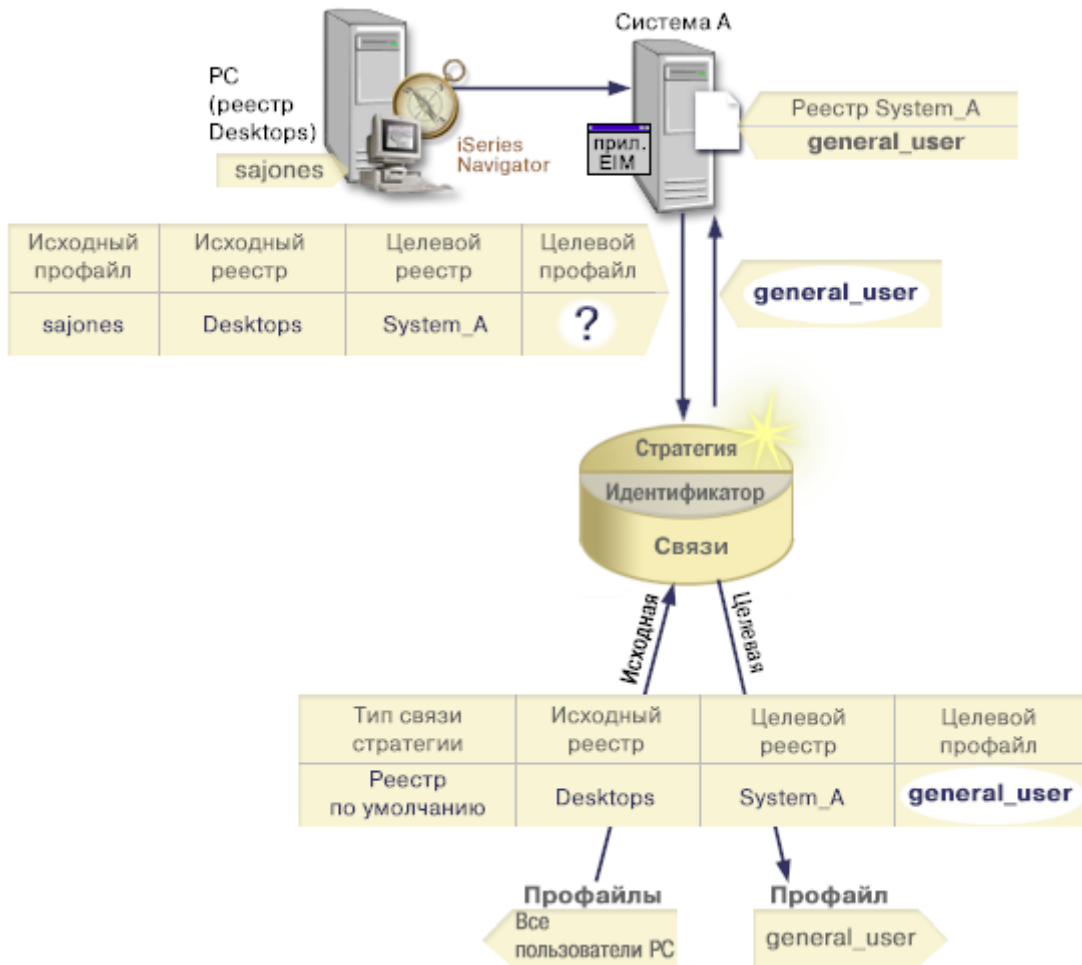 Система А
PC
(реестр
Desktops)
sajones
iSeries
Navigator
прил.
EIM
Реестр System_A
general_user
Исходный профайл
Исходный реестр
Целевой реестр
Целевой профайл
sajones
Desktops
System_A
?
general_user
Стратегия
Идентификатор
Связи
Исходная
Целевая
Тип связи стратегии
Исходный реестр
Целевой реестр
Целевой профайл
Реестр по умолчанию
Desktops
System_A
general_user
Профайлы
Все
пользователи PC
Профайл
general_user